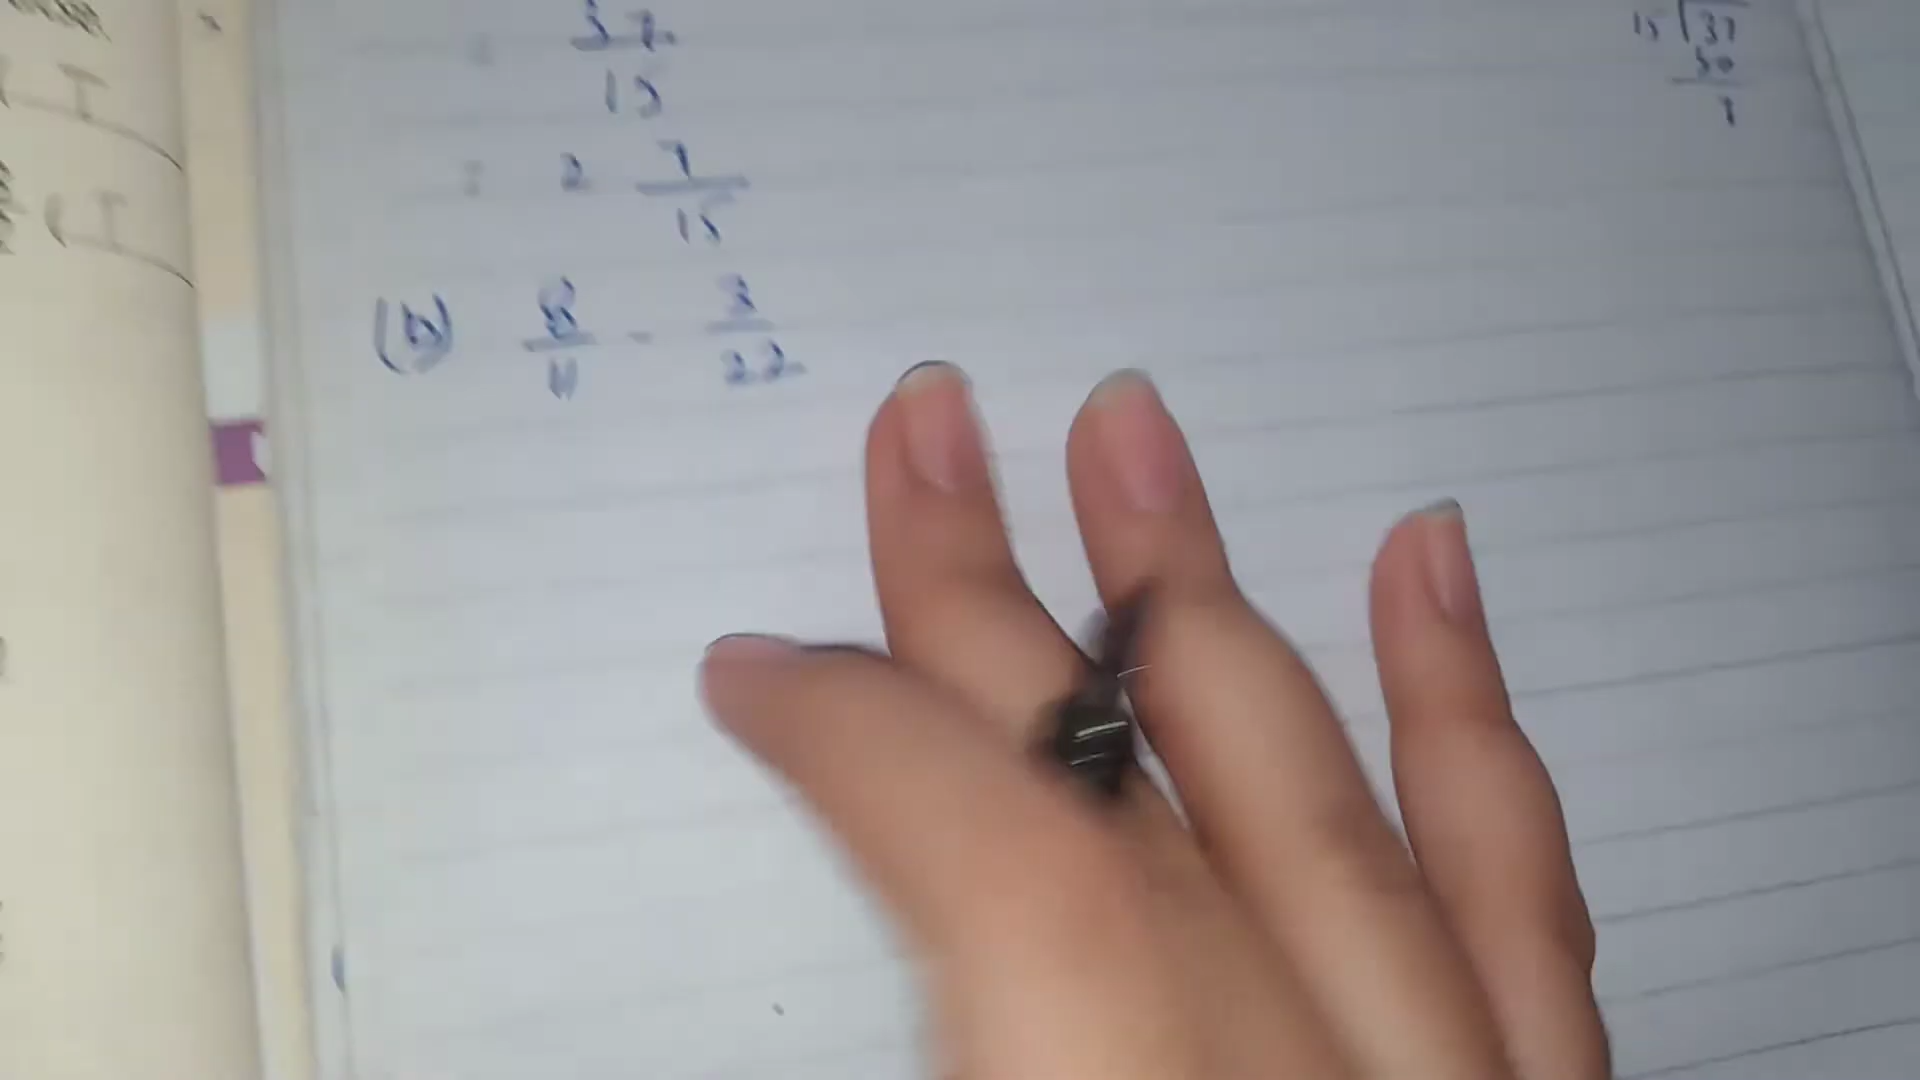 = 37/15
= 2 7/15
(b) 8/11 - 3/22
15 ) 37
30
7